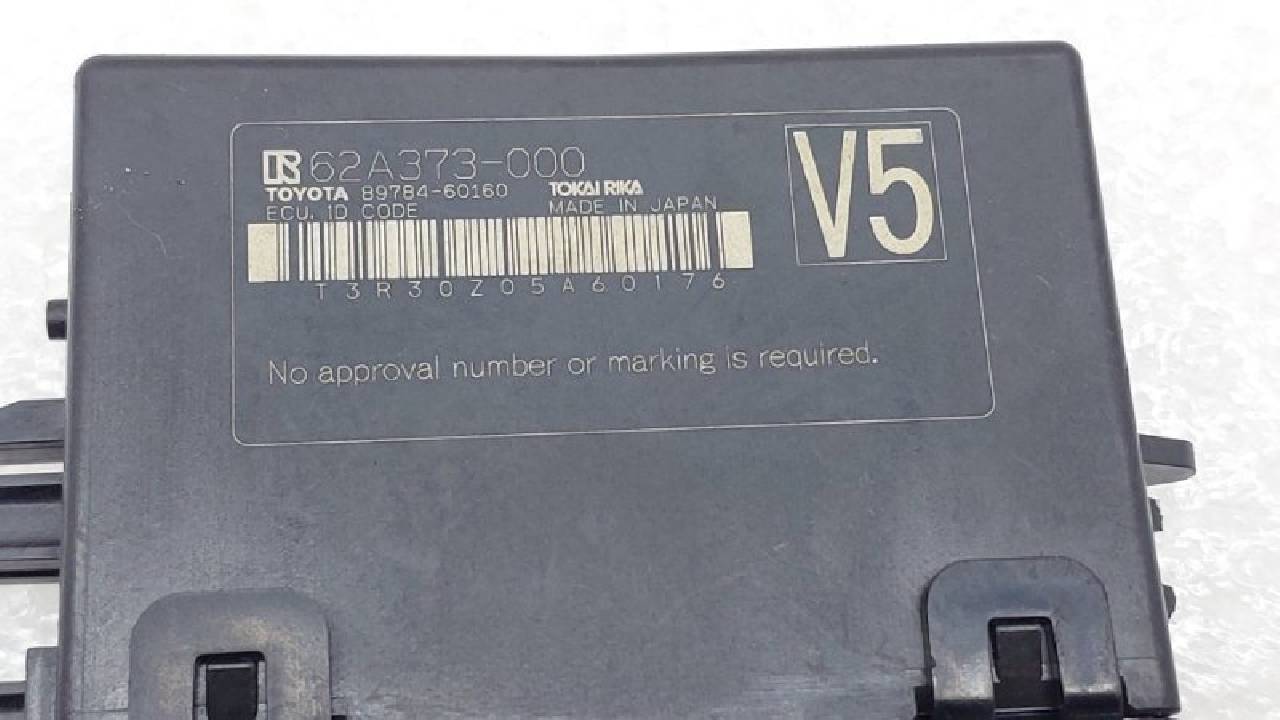 62A373-000
TOYOTA 89784-60160 TOKAI RIKA
ECU. ID CODE MADE IN JAPAN
T3R30Z05A60176
V5
No approval number or marking is required.